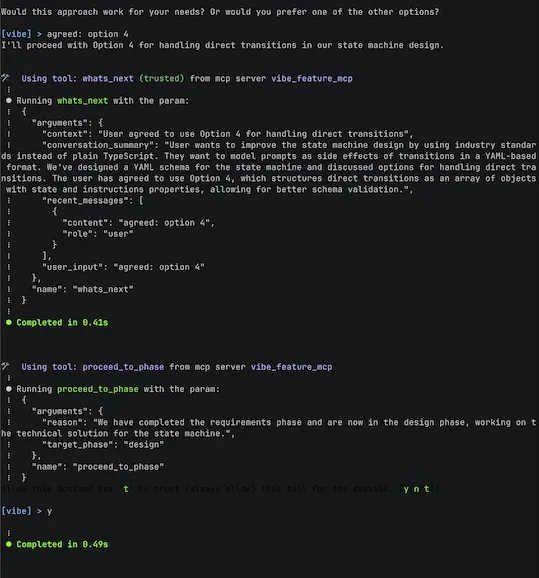 Would this approach work for your needs? Or would you prefer one of the other options?
[vibe] > agreed: option 4
I'll proceed with Option 4 for handling direct transitions in our state machine design.
🛠 Using tool: whats_next (trusted) from mcp server vibe_feature_mcp
⋮
● Running whats_next with the param:
⋮ {
⋮ "arguments": {
⋮ "context": "User agreed to use Option 4 for handling direct transitions",
⋮ "conversation_summary": "User wants to improve the state machine design by using industry standar
ds instead of plain TypeScript. They want to model prompts as side effects of transitions in a YAML-based
format. We've designed a YAML schema for the state machine and discussed options for handling direct tra
nsitions. The user has agreed to use Option 4, which structures direct transitions as an array of objects
with state and instructions properties, allowing for better schema validation.",
⋮ "recent_messages": [
⋮ {
⋮ "content": "agreed: option 4",
⋮ "role": "user"
⋮ }
⋮ ],
⋮ "user_input": "agreed: option 4"
⋮ },
⋮ "name": "whats_next"
⋮ }
⋮
● Completed in 0.41s
🛠 Using tool: proceed_to_phase from mcp server vibe_feature_mcp
⋮
● Running proceed_to_phase with the param:
⋮ {
⋮ "arguments": {
⋮ "reason": "We have completed the requirements phase and are now in the design phase, working on t
he technical solution for the state machine.",
⋮ "target_phase": "design"
⋮ },
⋮ "name": "proceed_to_phase"
⋮ }
Allow this action? Use 't' to trust (always allow) this tool for the session. [y/n/t]:
[vibe] > y
⋮
● Completed in 0.49s